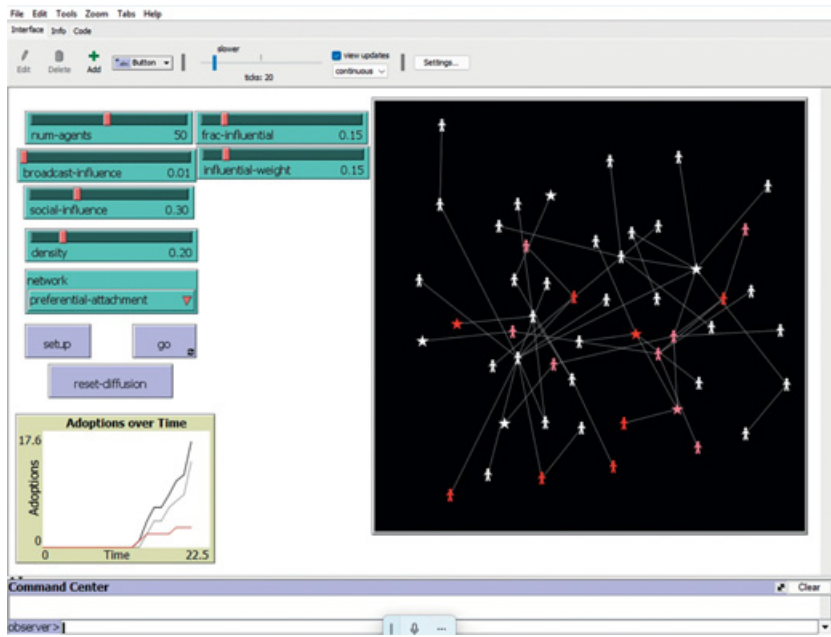 File Edit Tools Zoom Tabs Help
Interface Info Code
Edit Delete Add Button
slower
ticks: 20
view updates
continuous
Settings...
num-agents 50
frac-influential 0.15
broadcast-influence 0.01
influential-weight 0.15
social-influence 0.30
density 0.20
network
preferential-attachment
setup
go
reset-diffusion
Adoptions over Time
17.6
Adoptions
0
0 Time 22.5
Command Center
Clear
observer>